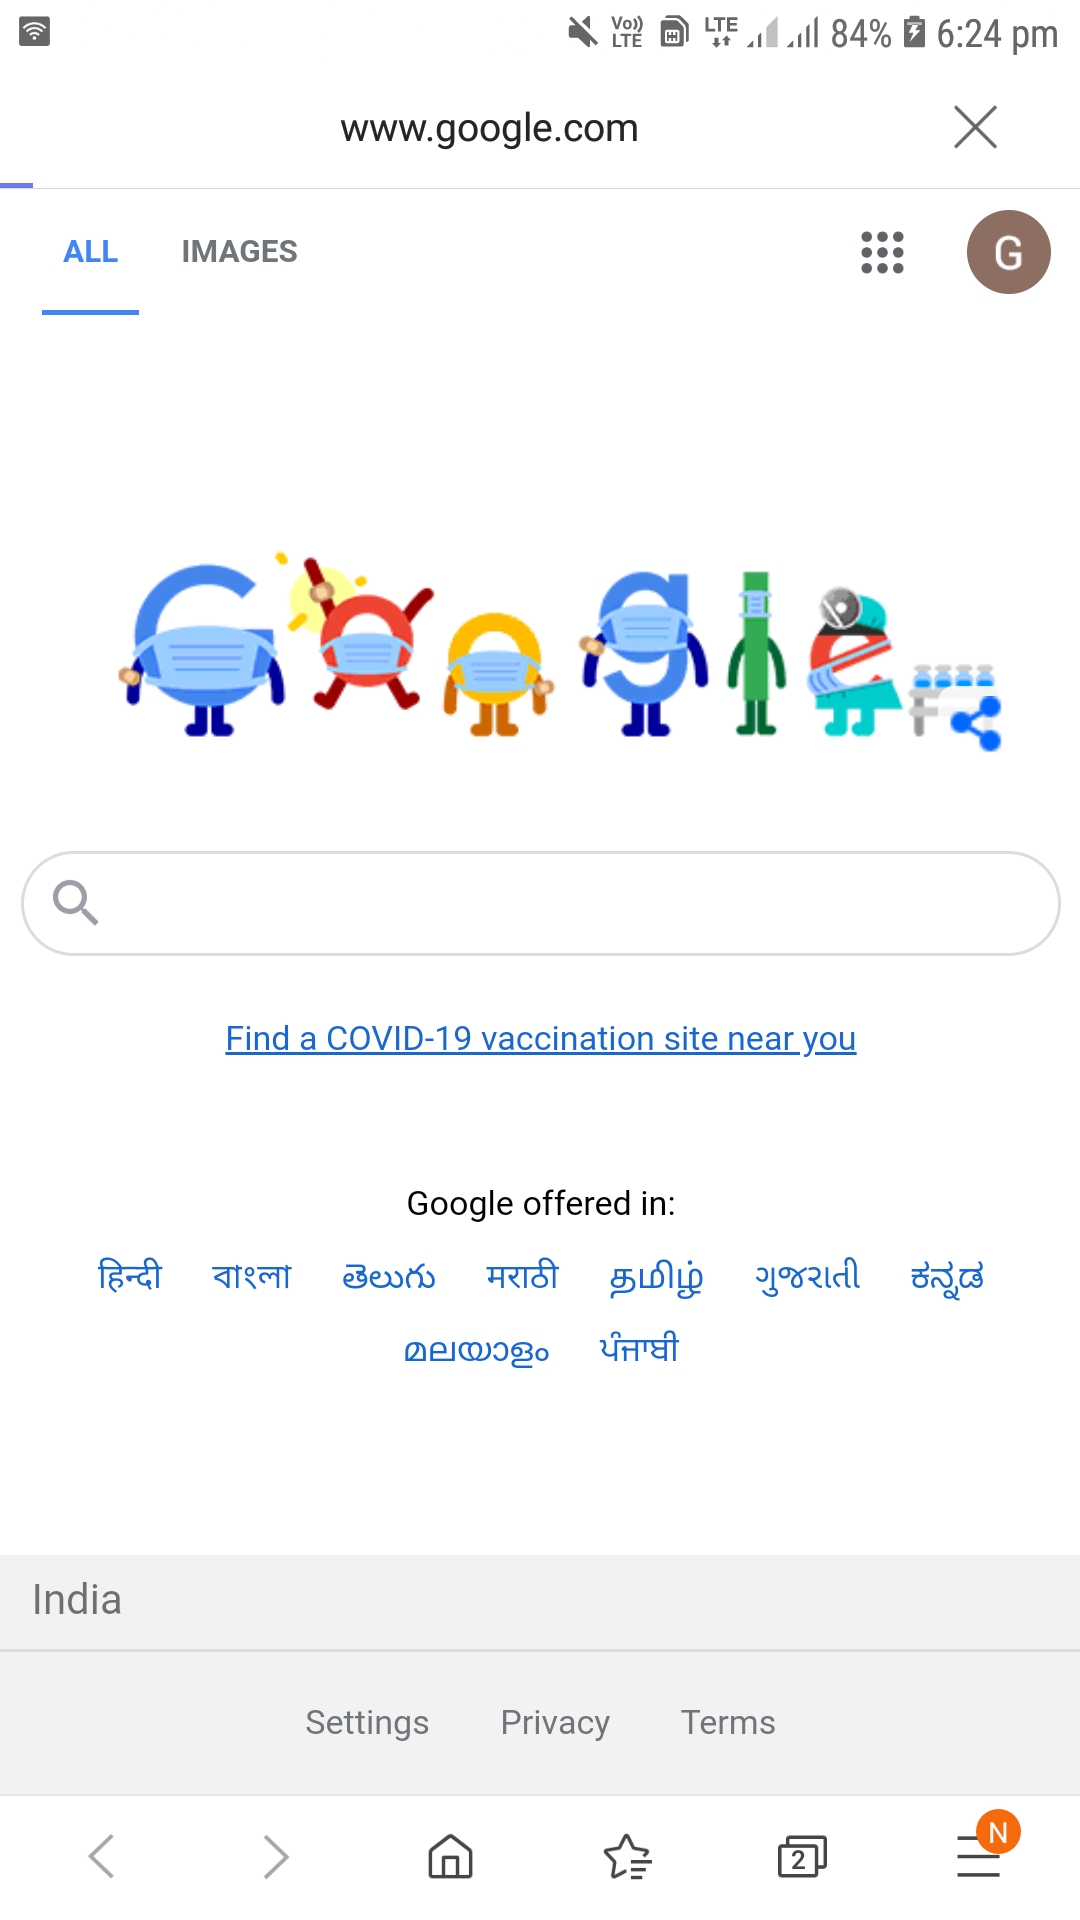 Vo)) LTE LTE 84% 6:24 pm
www.google.com
ALL IMAGES G
Google
Find a COVID-19 vaccination site near you
Google offered in:
हिन्दी বাংলা తెలుగు मराठी தமிழ் ગુજરાતી ಕನ್ನಡ
മലയാളം ਪੰਜਾਬੀ
India
Settings Privacy Terms
2 N